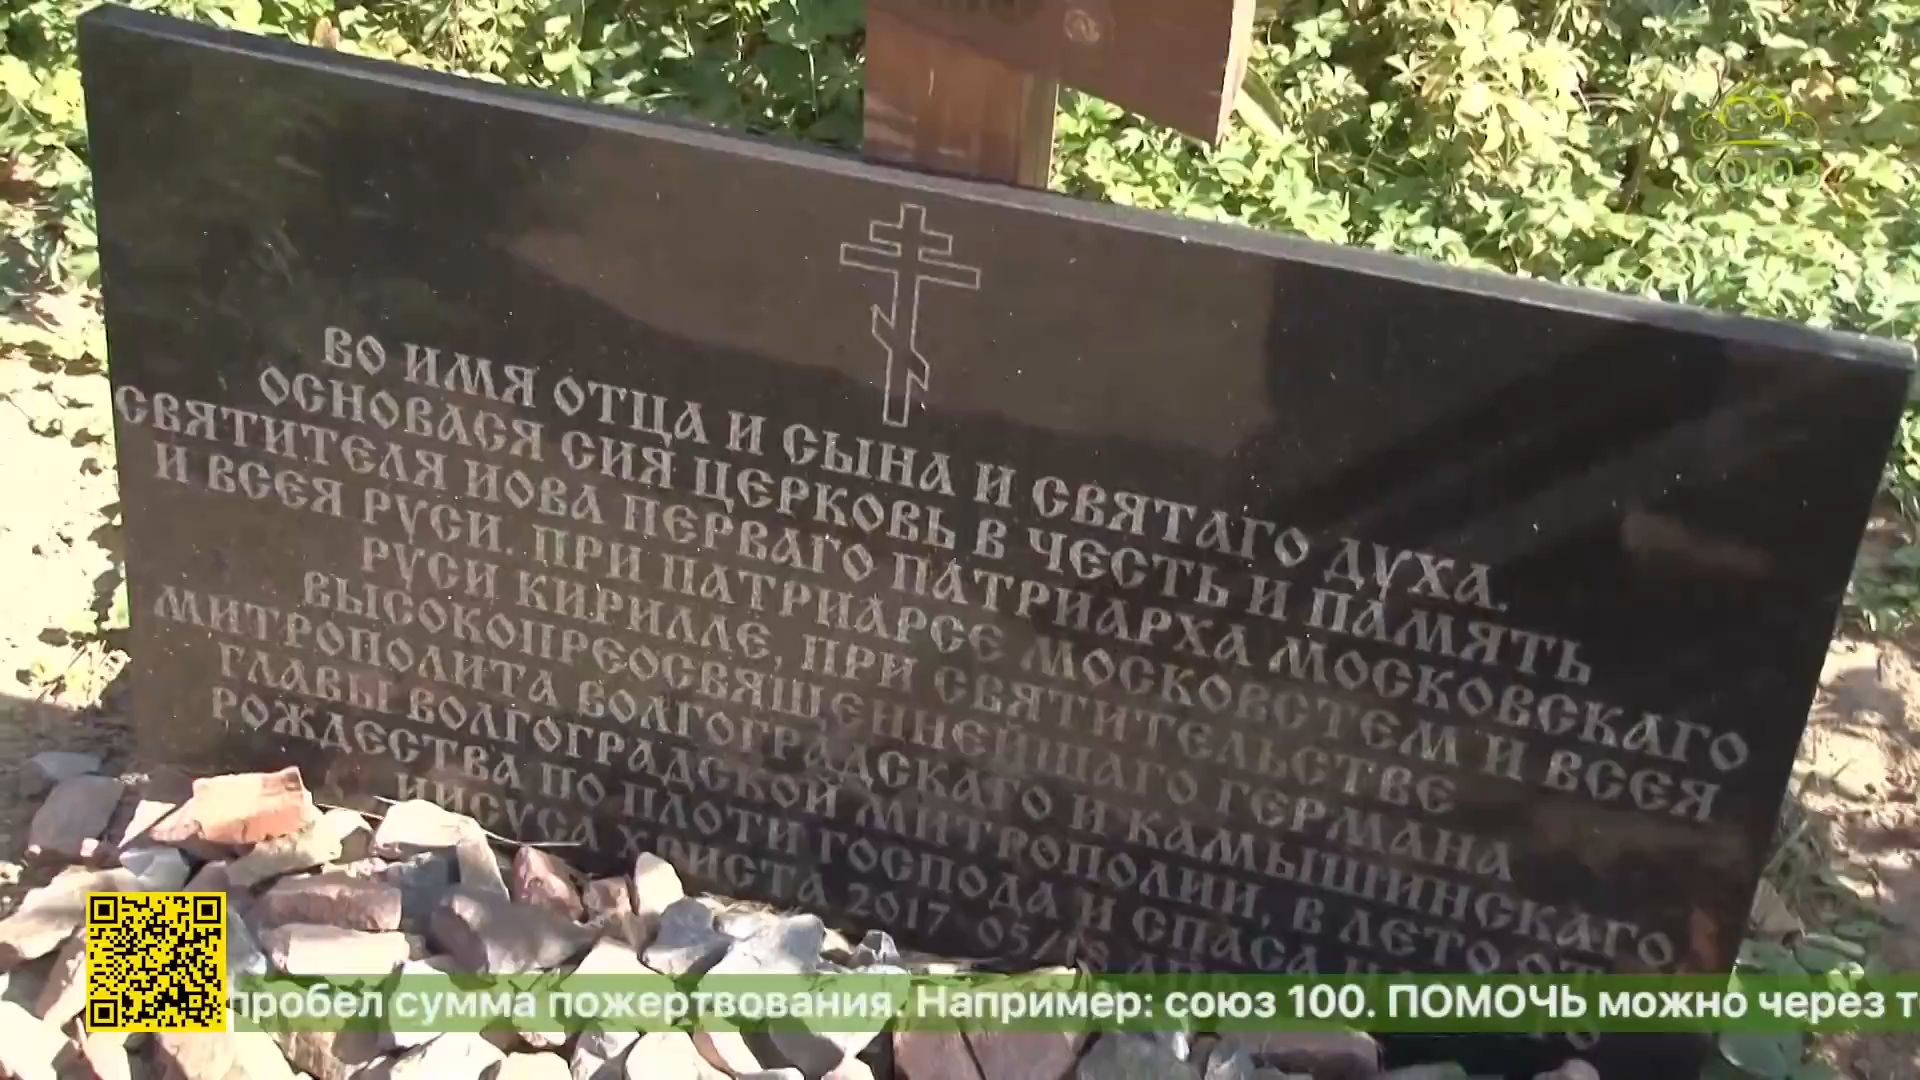 СОЮЗ
ВО ИМЯ ОТЦА И СЫНА И СВЯТАГО ДУХА.
ОСНОВАСЯ СИЯ ЦЕРКОВЬ В ЧЕСТЬ И ПАМЯТЬ
СВЯТИТЕЛЯ ИОВА ПЕРВАГО ПАТРИАРХА МОСКОВСКАГО
И ВСЕЯ РУСИ. ПРИ ПАТРИАРСЕ МОСКОВСТЕМ И ВСЕЯ
РУСИ КИРИЛЛЕ, ПРИ СВЯТИТЕЛЬСТВЕ
ВЫСОКОПРЕОСВЯЩЕННЕЙШАГО ГЕРМАНА
МИТРОПОЛИТА ВОЛГОГРАДСКАГО И КАМЫШИНСКАГО
ГЛАВЫ ВОЛГОГРАДСКОЙ МИТРОПОЛИИ, В ЛЕТО ОТ
РОЖДЕСТВА ПО ПЛОТИ ГОСПОДА И СПАСА
ИИСУСА ХРИСТА 2017 05/18
пробел сумма пожертвования. Например: союз 100. ПОМОЧЬ можно через т